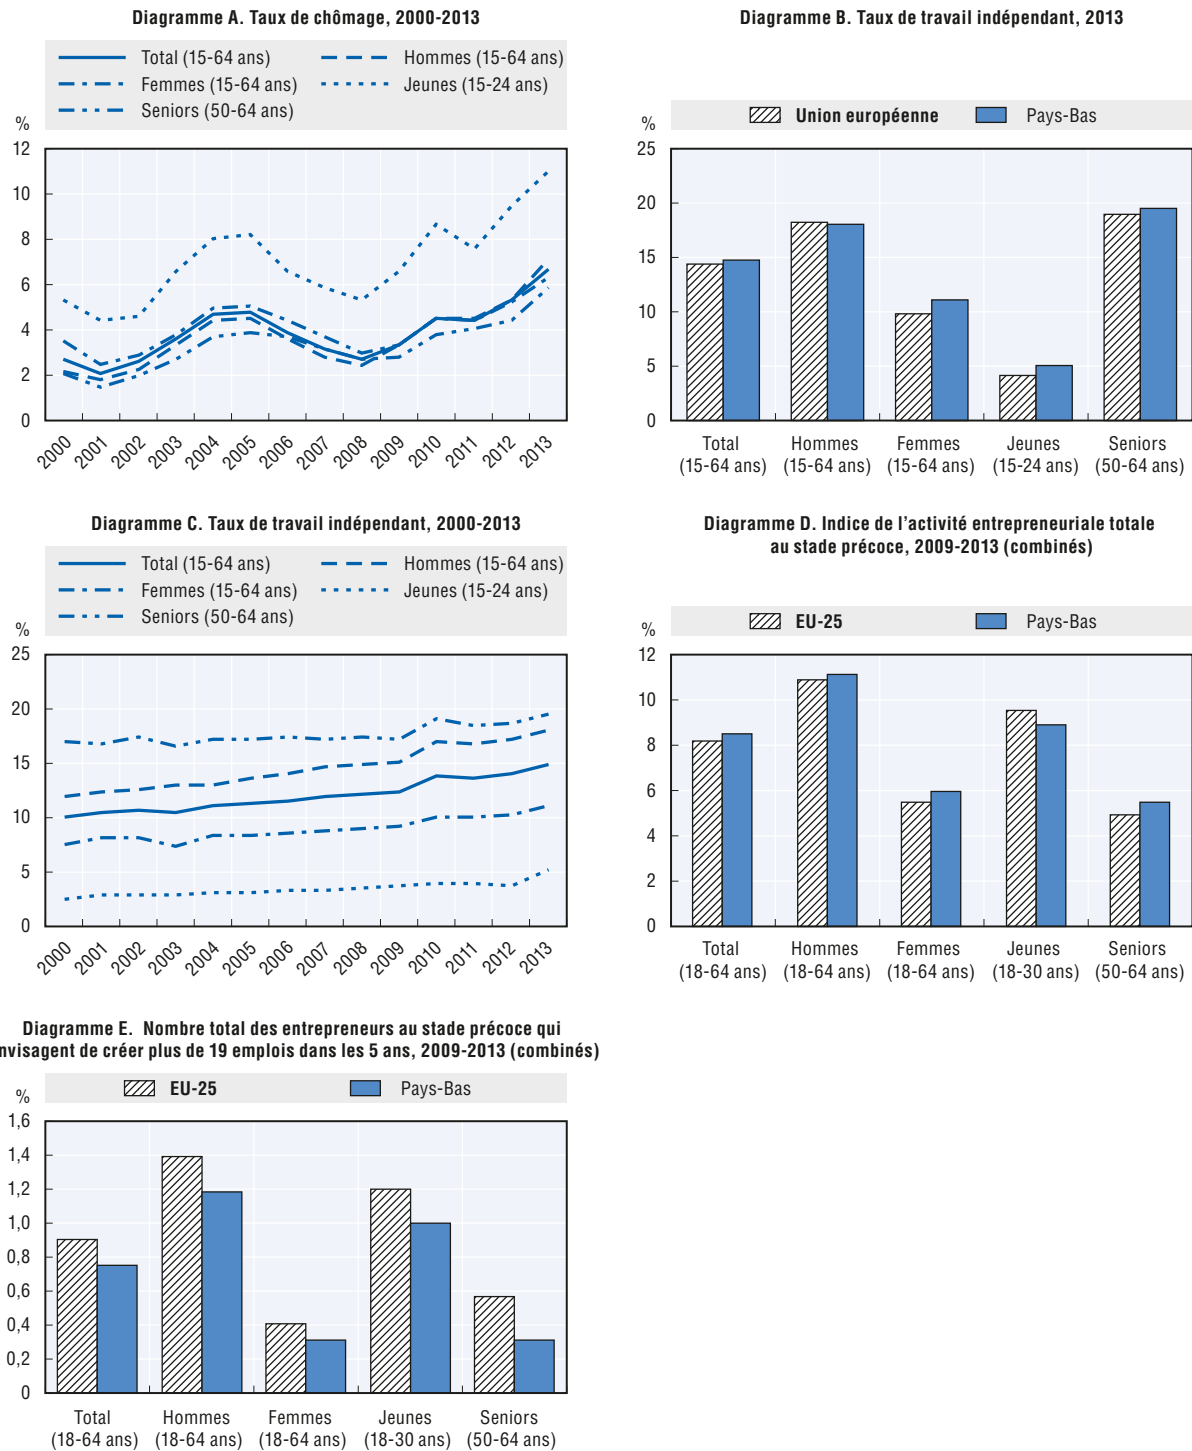 Diagramme A. Taux de chômage, 2000-2013
Total (15-64 ans)
Hommes (15-64 ans)
Femmes (15-64 ans)
Jeunes (15-24 ans)
Seniors (50-64 ans)
%
12
10
8
6
4
2
0
2000 2001 2002 2003 2004 2005 2006 2007 2008 2009 2010 2011 2012 2013
Diagramme B. Taux de travail indépendant, 2013
Union européenne
Pays-Bas
%
25
20
15
10
5
0
Total Hommes Femmes Jeunes Seniors
(15-64 ans) (15-64 ans) (15-64 ans) (15-24 ans) (50-64 ans)
Diagramme C. Taux de travail indépendant, 2000-2013
Total (15-64 ans)
Hommes (15-64 ans)
Femmes (15-64 ans)
Jeunes (15-24 ans)
Seniors (50-64 ans)
%
25
20
15
10
5
0
2000 2001 2002 2003 2004 2005 2006 2007 2008 2009 2010 2011 2012 2013
Diagramme D. Indice de l'activité entrepreneuriale totale
au stade précoce, 2009-2013 (combinés)
EU-25
Pays-Bas
%
12
10
8
6
4
2
0
Total Hommes Femmes Jeunes Seniors
(18-64 ans) (18-64 ans) (18-64 ans) (18-30 ans) (50-64 ans)
Diagramme E. Nombre total des entrepreneurs au stade précoce qui
nvisagent de créer plus de 19 emplois dans les 5 ans, 2009-2013 (combinés)
EU-25
Pays-Bas
%
1,6
1,4
1,2
1,0
0,8
0,6
0,4
0,2
0
Total Hommes Femmes Jeunes Seniors
(18-64 ans) (18-64 ans) (18-64 ans) (18-30 ans) (50-64 ans)